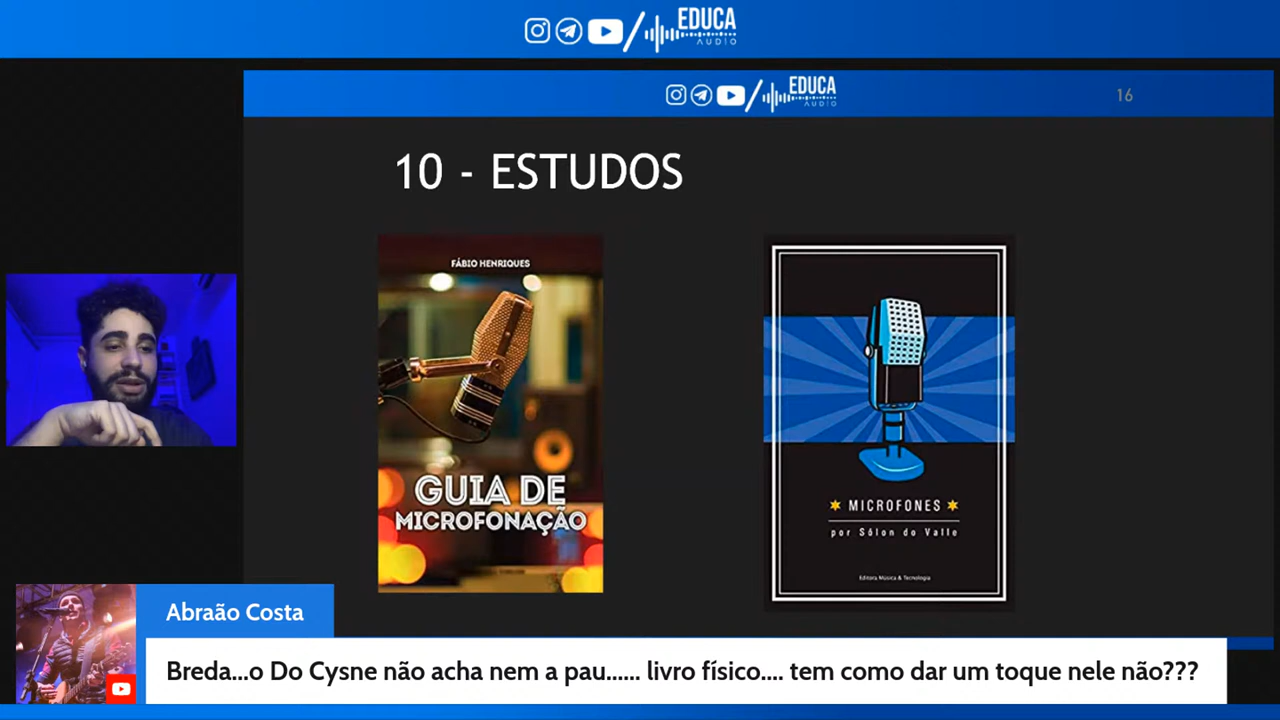 EDUCA
AUDIO
EDUCA
AUDIO
16
10 - ESTUDOS
FÁBIO HENRIQUES
GUIA DE
MICROFONAÇÃO
MICROFONES
por Sólon do Valle
Editora Música & Tecnologia
Abraão Costa
Breda...o Do Cysne não acha nem a pau...... livro físico.... tem como dar um toque nele não???